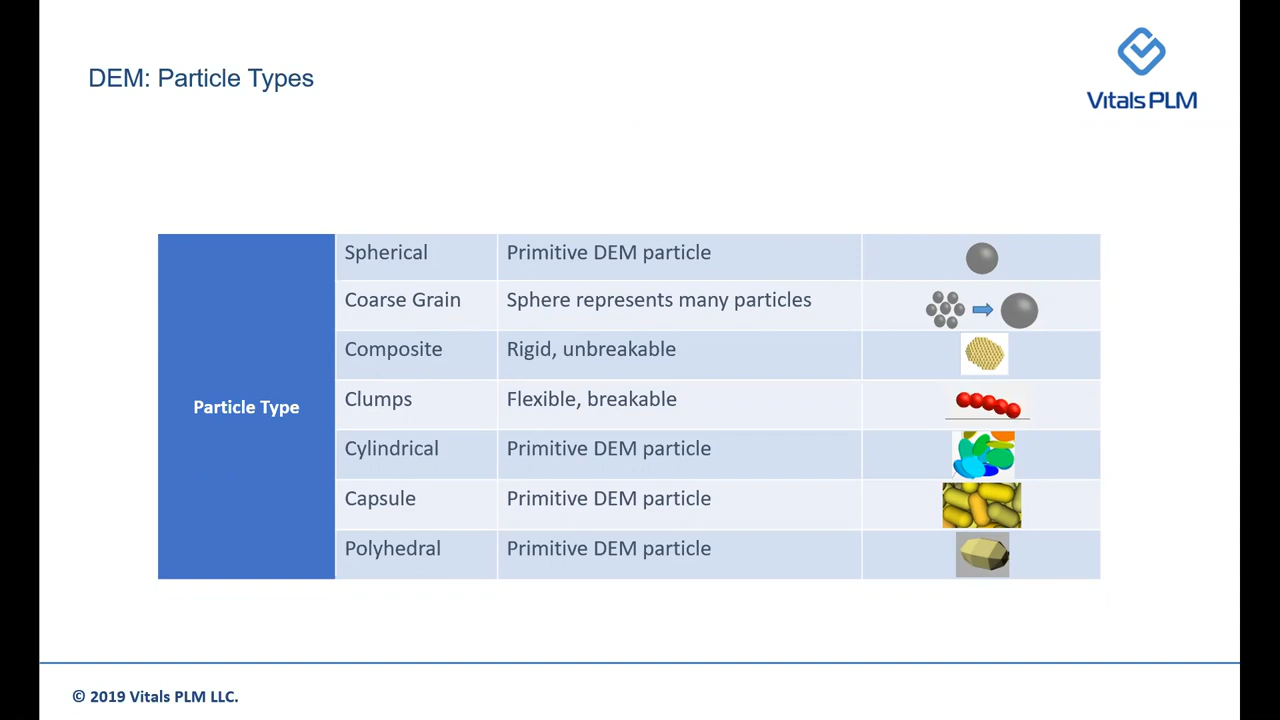 DEM: Particle Types
Vitals PLM
Particle Type
Spherical
Primitive DEM particle
Coarse Grain
Sphere represents many particles
Composite
Rigid, unbreakable
Clumps
Flexible, breakable
Cylindrical
Primitive DEM particle
Capsule
Primitive DEM particle
Polyhedral
Primitive DEM particle
© 2019 Vitals PLM LLC.